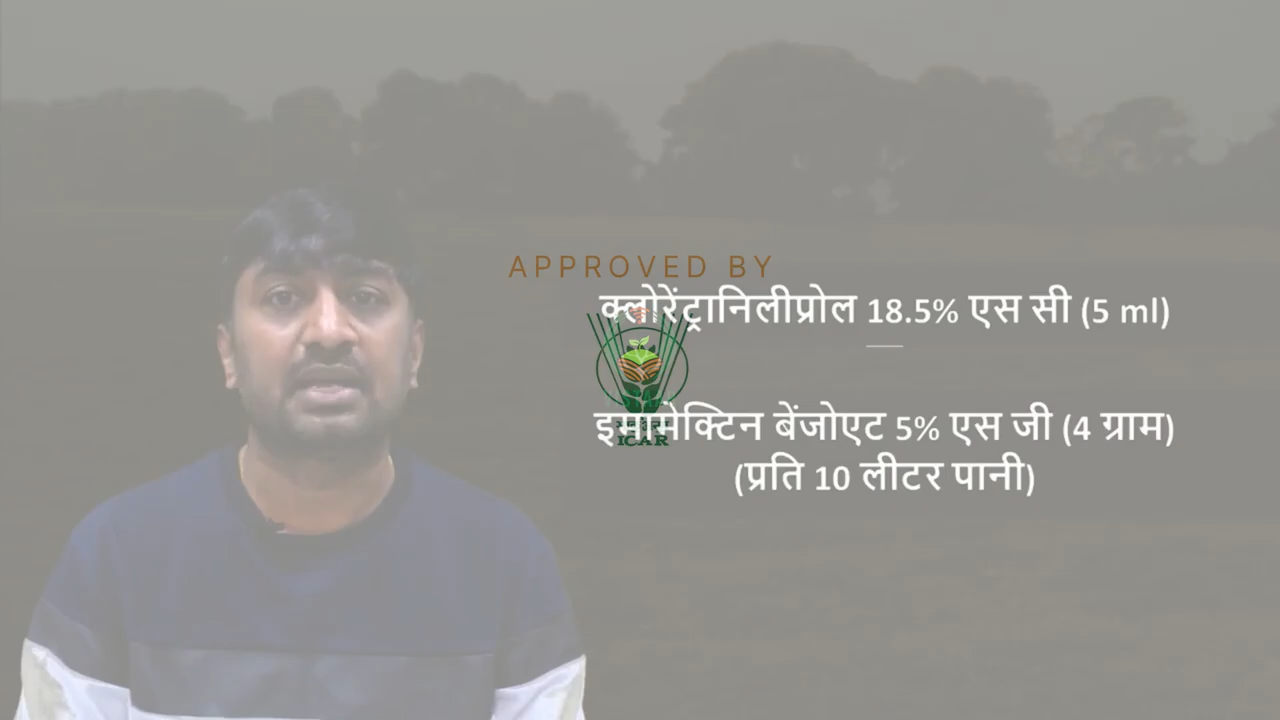 APPROVED BY
क्लोरेंट्रानिलीप्रोल 18.5% एस सी (5 ml)
इमामेक्टिन बेंजोएट 5% एस जी (4 ग्राम)
ICAR
(प्रति 10 लीटर पानी)